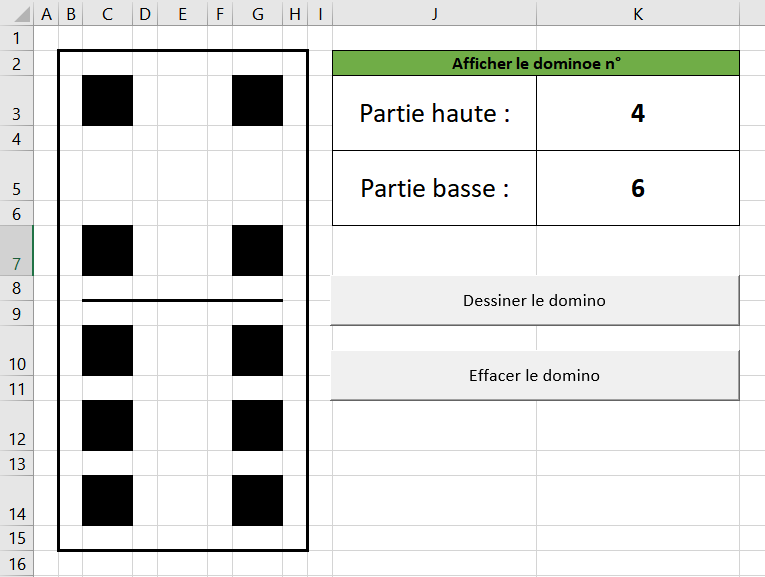 A B C D E F G H I J K
1
2 Afficher le dominoe n°
3 Partie haute : 4
4
5 Partie basse : 6
6
7
8
Dessiner le domino
9
10
Effacer le domino
11
12
13
14
15
16